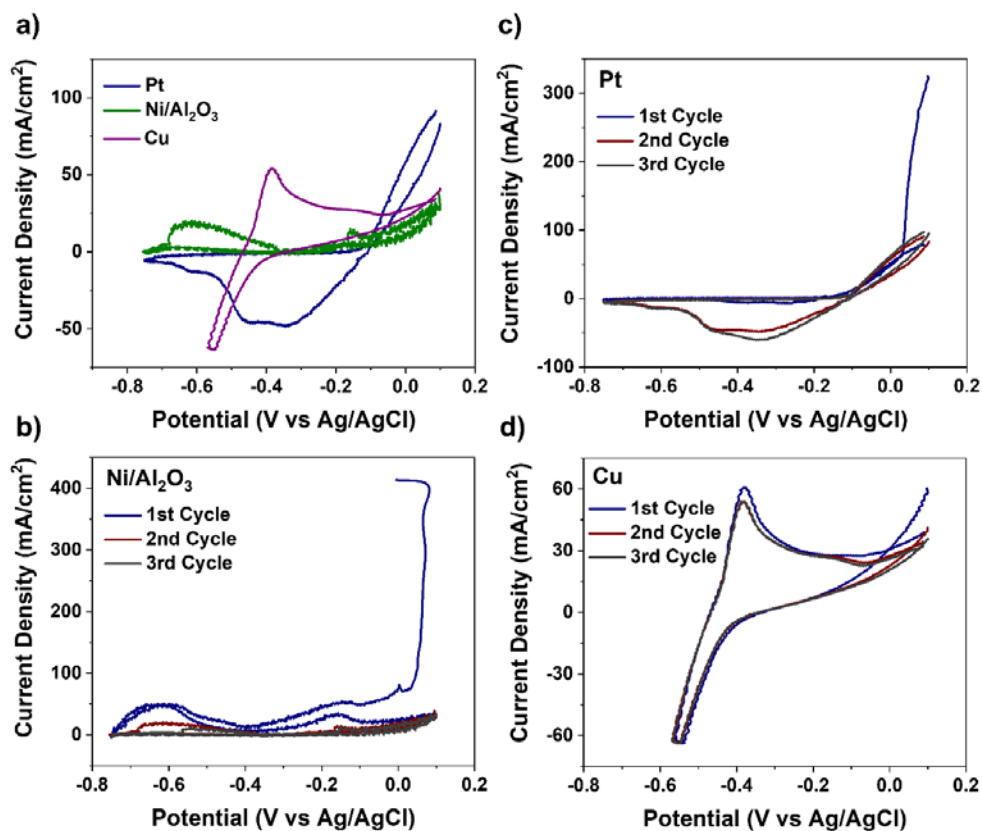 a)
Current Density (mA/cm²)
100
50
0
-50
Pt
Ni/Al₂O₃
Cu
-0.8 -0.6 -0.4 -0.2 0.0 0.2
Potential (V vs Ag/AgCl)
c)
Current Density (mA/cm²)
300
200
100
0
-100
Pt
1st Cycle
2nd Cycle
3rd Cycle
-0.8 -0.6 -0.4 -0.2 0.0 0.2
Potential (V vs Ag/AgCl)
b)
Current Density (mA/cm²)
400
300
200
100
0
Ni/Al₂O₃
1st Cycle
2nd Cycle
3rd Cycle
-0.8 -0.6 -0.4 -0.2 0.0 0.2
Potential (V vs Ag/AgCl)
d)
Current Density (mA/cm²)
60
30
0
-30
-60
Cu
1st Cycle
2nd Cycle
3rd Cycle
-0.8 -0.6 -0.4 -0.2 0.0 0.2
Potential (V vs Ag/AgCl)